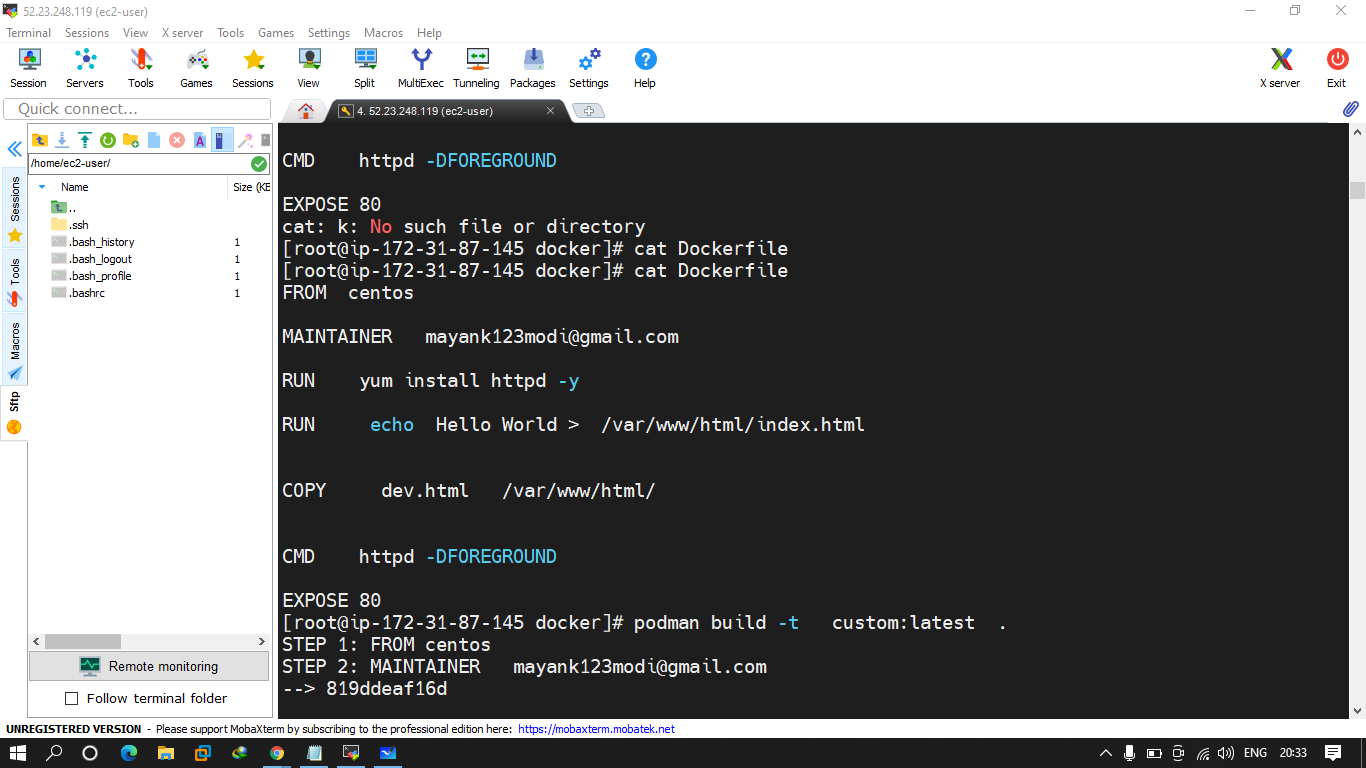 52.23.248.119 (ec2-user)
Terminal Sessions View X server Tools Games Settings Macros Help
Session Servers Tools Games Sessions View Split MultiExec Tunneling Packages Settings Help X server Exit
Quick connect...
4. 52.23.248.119 (ec2-user)
/home/ec2-user/
Name Size (KB
..
.ssh
.bash_history 1
.bash_logout 1
.bash_profile 1
.bashrc 1
Sessions
Tools
Macros
Sftp
Remote monitoring
Follow terminal folder
CMD httpd -DFOREGROUND
EXPOSE 80
cat: k: No such file or directory
[root@ip-172-31-87-145 docker]# cat Dockerfile
[root@ip-172-31-87-145 docker]# cat Dockerfile
FROM centos
MAINTAINER mayank123modi@gmail.com
RUN yum install httpd -y
RUN echo Hello World > /var/www/html/index.html
COPY dev.html /var/www/html/
CMD httpd -DFOREGROUND
EXPOSE 80
[root@ip-172-31-87-145 docker]# podman build -t custom:latest .
STEP 1: FROM centos
STEP 2: MAINTAINER mayank123modi@gmail.com
--> 819ddeaf16d
UNREGISTERED VERSION - Please support MobaXterm by subscribing to the professional edition here: https://mobaxterm.mobatek.net
ENG 20:33